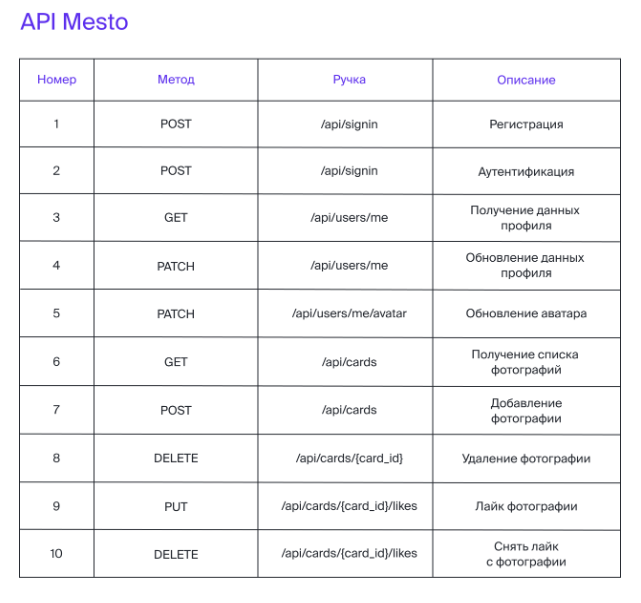 API Mesto
Номер Метод Ручка Описание
1 POST /api/signin Регистрация
2 POST /api/signin Аутентификация
3 GET /api/users/me Получение данных
профиля
4 PATCH /api/users/me Обновление данных
профиля
5 PATCH /api/users/me/avatar Обновление аватара
6 GET /api/cards Получение списка
фотографий
7 POST /api/cards Добавление
фотографии
8 DELETE /api/cards/{card_id} Удаление фотографии
9 PUT /api/cards/{card_id}/likes Лайк фотографии
10 DELETE /api/cards/{card_id}/likes Снять лайк
с фотографии